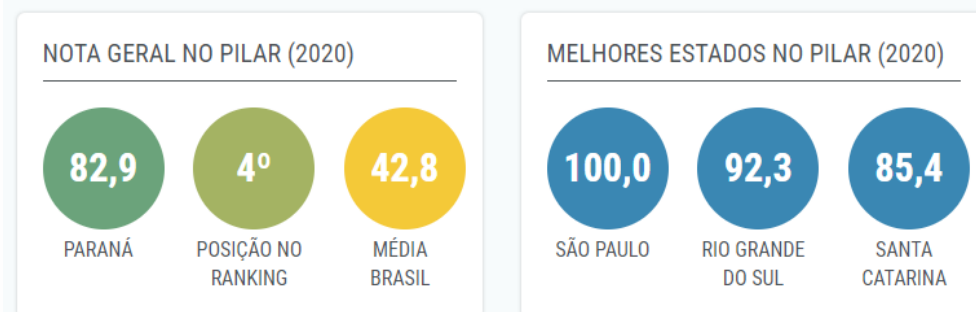 NOTA GERAL NO PILAR (2020)
82,9
4º
42,8
PARANÁ
POSIÇÃO NO
RANKING
MÉDIA
BRASIL
MELHORES ESTADOS NO PILAR (2020)
100,0
92,3
85,4
SÃO PAULO
RIO GRANDE
DO SUL
SANTA
CATARINA